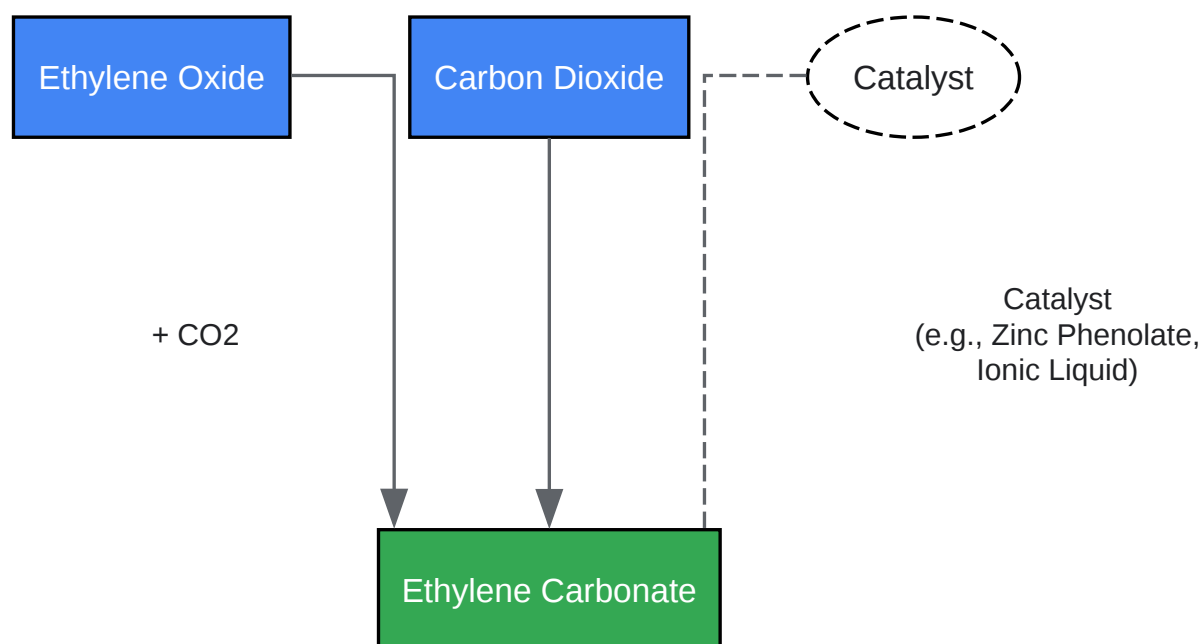 Ethylene Oxide
Carbon Dioxide
Catalyst
+ CO2
Catalyst
(e.g., Zinc Phenolate,
Ionic Liquid)
Ethylene Carbonate